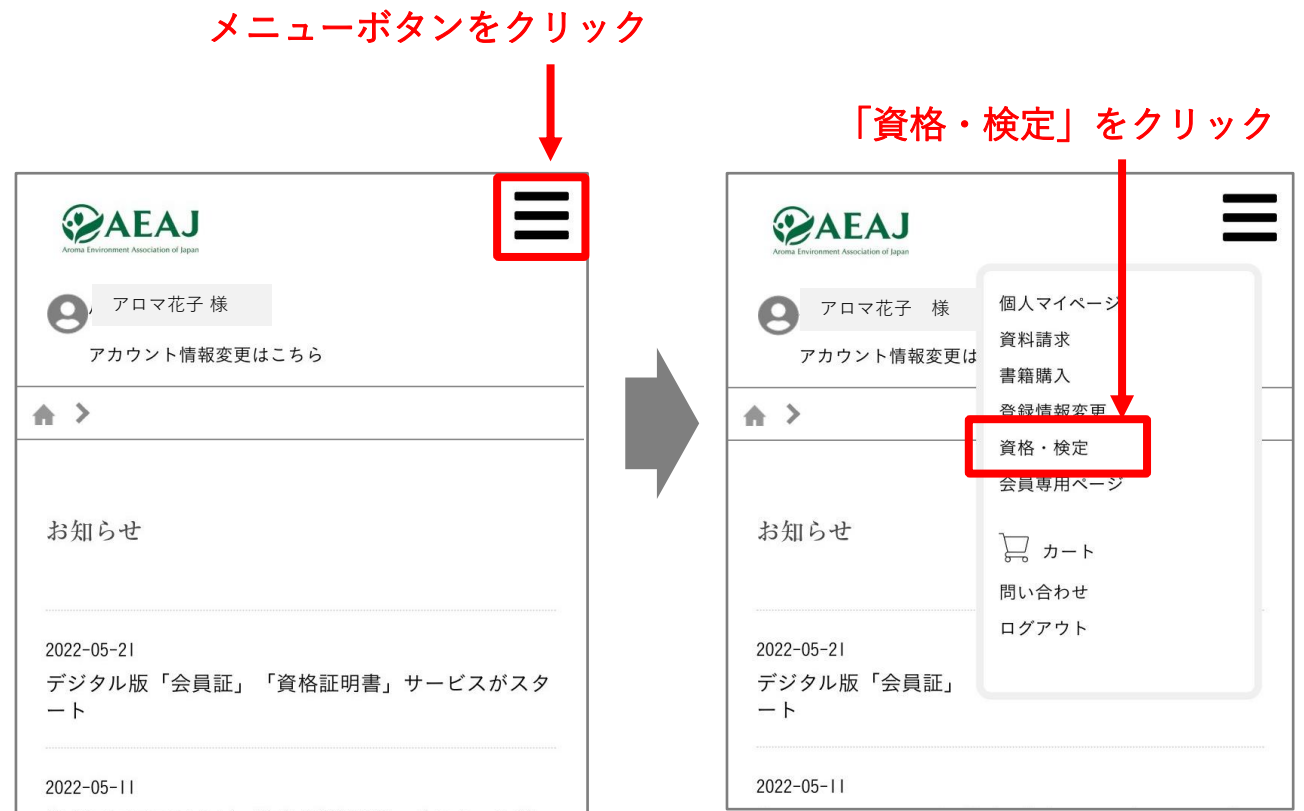 メニューボタンをクリック
「資格・検定」をクリック
AEAJ
Aroma Environment Association of Japan
アロマ花子 様
アカウント情報変更はこちら
お知らせ
2022-05-21
デジタル版「会員証」「資格証明書」サービスがスタ
ート
2022-05-11
AEAJ
Aroma Environment Association of Japan
アロマ花子　様
アカウント情報変更は
個人マイページ
資料請求
書籍購入
登録情報変更
資格・検定
会員専用ページ
カート
問い合わせ
ログアウト
お知らせ
2022-05-21
デジタル版「会員証」
ート
2022-05-11